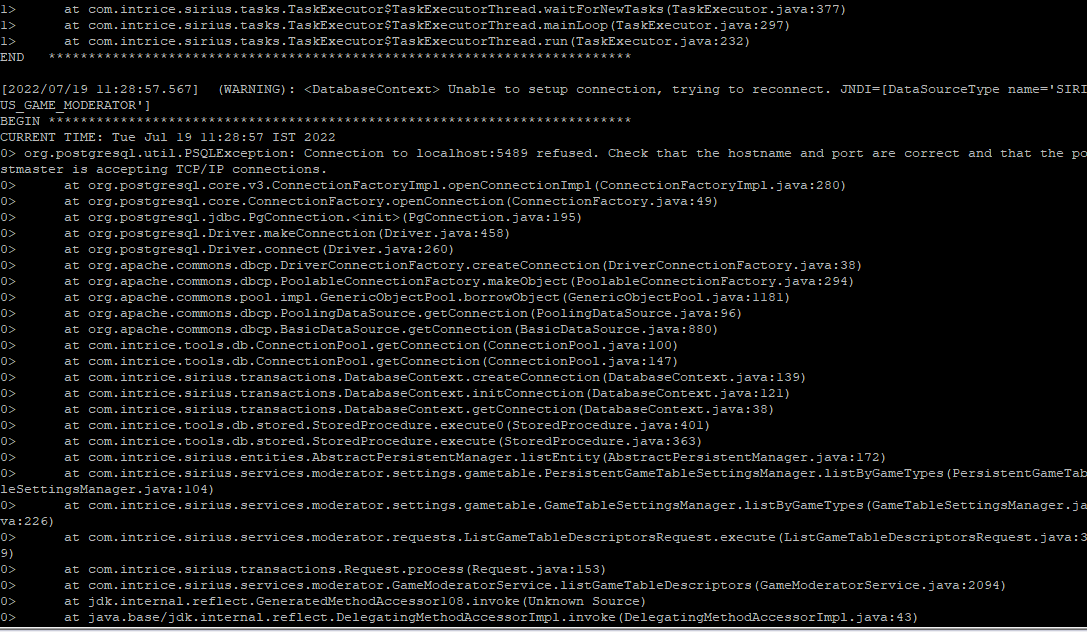 1>      at com.intrice.sirius.tasks.TaskExecutor$TaskExecutorThread.waitForNewTasks(TaskExecutor.java:377)
1>      at com.intrice.sirius.tasks.TaskExecutor$TaskExecutorThread.mainLoop(TaskExecutor.java:297)
1>      at com.intrice.sirius.tasks.TaskExecutor$TaskExecutorThread.run(TaskExecutor.java:232)
END   *************************************************************************
[2022/07/19 11:28:57.567]  (WARNING): <DatabaseContext> Unable to setup connection, trying to reconnect. JNDI=[DataSourceType name='SIRI
US_GAME_MODERATOR']
BEGIN *************************************************************************
CURRENT TIME: Tue Jul 19 11:28:57 IST 2022
0> org.postgresql.util.PSQLException: Connection to localhost:5489 refused. Check that the hostname and port are correct and that the po
stmaster is accepting TCP/IP connections.
0>      at org.postgresql.core.v3.ConnectionFactoryImpl.openConnectionImpl(ConnectionFactoryImpl.java:280)
0>      at org.postgresql.core.ConnectionFactory.openConnection(ConnectionFactory.java:49)
0>      at org.postgresql.jdbc.PgConnection.<init>(PgConnection.java:195)
0>      at org.postgresql.Driver.makeConnection(Driver.java:458)
0>      at org.postgresql.Driver.connect(Driver.java:260)
0>      at org.apache.commons.dbcp.DriverConnectionFactory.createConnection(DriverConnectionFactory.java:38)
0>      at org.apache.commons.dbcp.PoolableConnectionFactory.makeObject(PoolableConnectionFactory.java:294)
0>      at org.apache.commons.pool.impl.GenericObjectPool.borrowObject(GenericObjectPool.java:1181)
0>      at org.apache.commons.dbcp.PoolingDataSource.getConnection(PoolingDataSource.java:96)
0>      at org.apache.commons.dbcp.BasicDataSource.getConnection(BasicDataSource.java:880)
0>      at com.intrice.tools.db.ConnectionPool.getConnection(ConnectionPool.java:100)
0>      at com.intrice.tools.db.ConnectionPool.getConnection(ConnectionPool.java:147)
0>      at com.intrice.sirius.transactions.DatabaseContext.createConnection(DatabaseContext.java:139)
0>      at com.intrice.sirius.transactions.DatabaseContext.initConnection(DatabaseContext.java:121)
0>      at com.intrice.sirius.transactions.DatabaseContext.getConnection(DatabaseContext.java:38)
0>      at com.intrice.tools.db.stored.StoredProcedure.execute0(StoredProcedure.java:401)
0>      at com.intrice.tools.db.stored.StoredProcedure.execute(StoredProcedure.java:363)
0>      at com.intrice.sirius.entities.AbstractPersistentManager.listEntity(AbstractPersistentManager.java:172)
0>      at com.intrice.sirius.services.moderator.settings.gametable.PersistentGameTableSettingsManager.listByGameTypes(PersistentGameTab
leSettingsManager.java:104)
0>      at com.intrice.sirius.services.moderator.settings.gametable.GameTableSettingsManager.listByGameTypes(GameTableSettingsManager.ja
va:226)
0>      at com.intrice.sirius.services.moderator.requests.ListGameTableDescriptorsRequest.execute(ListGameTableDescriptorsRequest.java:3
9)
0>      at com.intrice.sirius.transactions.Request.process(Request.java:153)
0>      at com.intrice.sirius.services.moderator.GameModeratorService.listGameTableDescriptors(GameModeratorService.java:2094)
0>      at jdk.internal.reflect.GeneratedMethodAccessor108.invoke(Unknown Source)
0>      at java.base/jdk.internal.reflect.DelegatingMethodAccessorImpl.invoke(DelegatingMethodAccessorImpl.java:43)